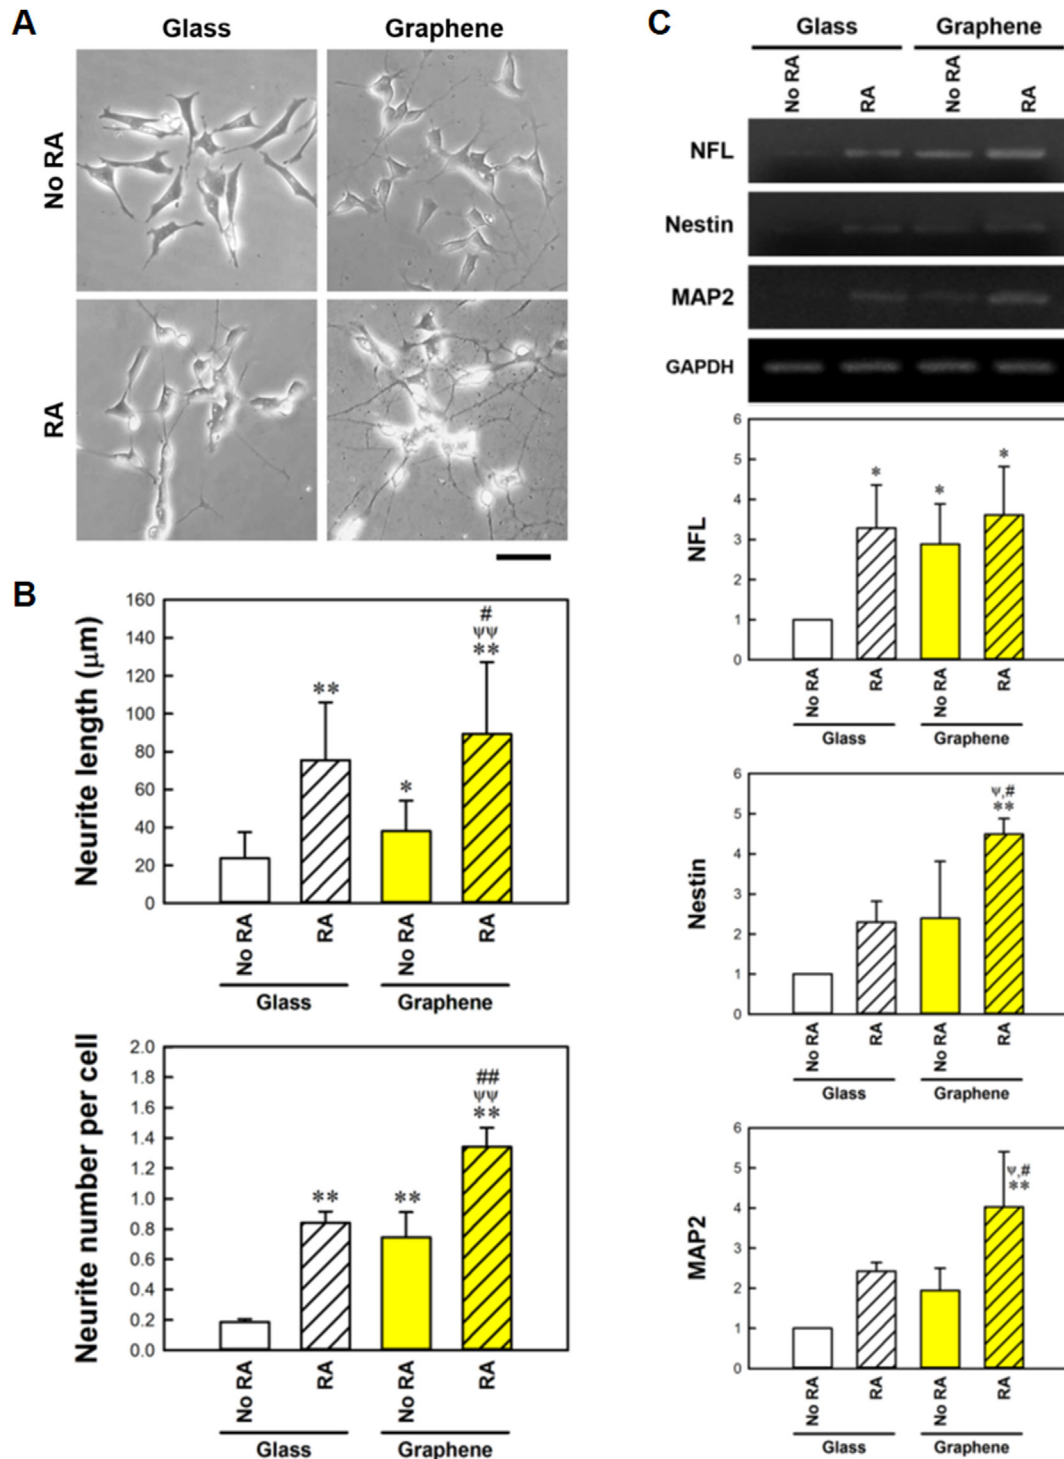 A
Glass Graphene
No RA
RA
B
Neurite length (μm)
160
140
120
100
80
60
40
20
0
**
*
#
ψψ
**
No RA RA No RA RA
Glass Graphene
Neurite number per cell
2.0
1.8
1.6
1.4
1.2
1.0
0.8
0.6
0.4
0.2
0.0
**
**
##
ψψ
**
No RA RA No RA RA
Glass Graphene
C
Glass Graphene
No RA RA No RA RA
NFL
Nestin
MAP2
GAPDH
NFL
6
5
4
3
2
1
0
* * *
No RA RA No RA RA
Glass Graphene
Nestin
6
5
4
3
2
1
0
ψ,#
**
No RA RA No RA RA
Glass Graphene
MAP2
6
5
4
3
2
1
0
ψ,#
**
No RA RA No RA RA
Glass Graphene